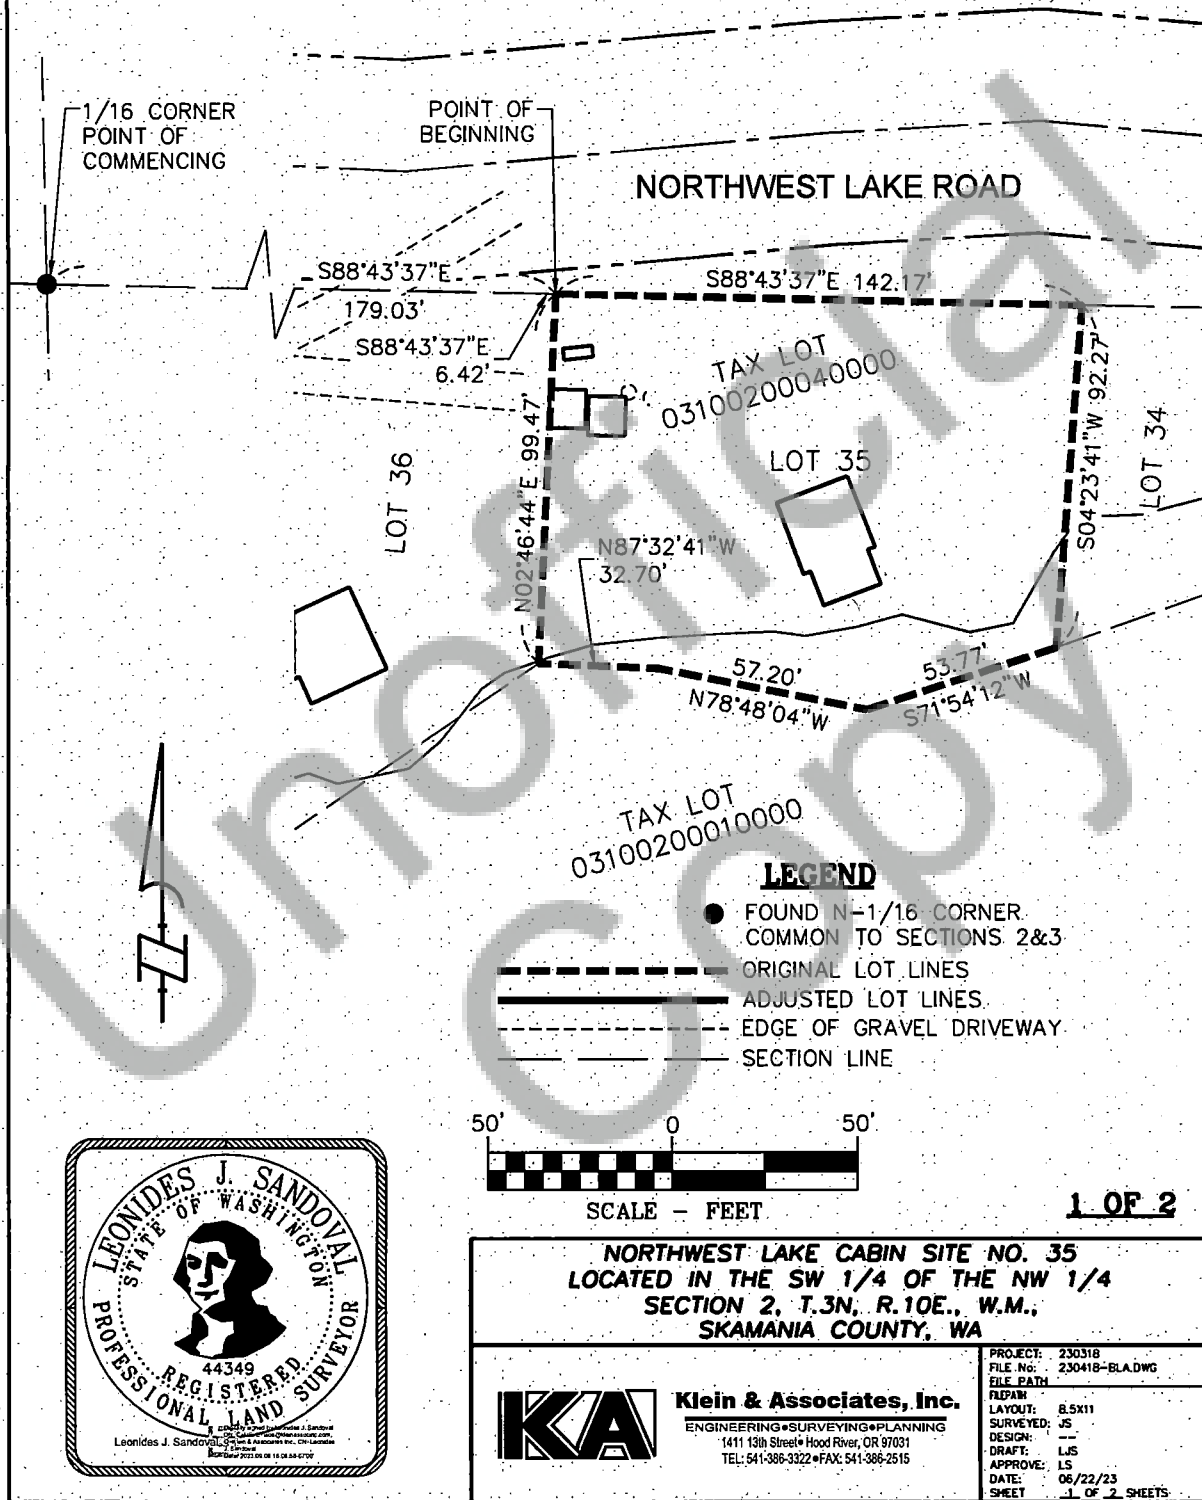 1/16 CORNER
POINT OF
COMMENCING
POINT OF
BEGINNING
NORTHWEST LAKE ROAD
S88°43'37"E
179.03'
S88°43'37"E
6.42'
S88°43'37"E 142.17'
TAX LOT
03100200040000
LOT 35
LOT 36
N02°46'44"E 99.47'
S04°23'41"W 92.27'
LOT 34
N87°32'41"W
32.70'
57.20'
N78°48'04"W
53.77'
S71°54'12"W
TAX LOT
03100200010000
LEGEND
FOUND N-1/16 CORNER
COMMON TO SECTIONS 2&3
ORIGINAL LOT LINES
ADJUSTED LOT LINES
EDGE OF GRAVEL DRIVEWAY
SECTION LINE
Unofficial
Copy
50' 0 50'
SCALE - FEET
1 OF 2
LEONIDES J. SANDOVAL
STATE OF WASHINGTON
44349
REGISTERED
PROFESSIONAL LAND SURVEYOR
Leonides J. Sandoval
NORTHWEST LAKE CABIN SITE NO. 35
LOCATED IN THE SW 1/4 OF THE NW 1/4
SECTION 2, T.3N, R.10E., W.M.,
SKAMANIA COUNTY, WA
KA
Klein & Associates, Inc.
ENGINEERING•SURVEYING•PLANNING
1411 13th Street• Hood River, OR 97031
TEL: 541-386-3322•FAX: 541-386-2515
PROJECT: 230318
FILE No: 230418-BLA.DWG
FILE PATH
FILEPATH
LAYOUT: 8.5X11
SURVEYED: JS
DESIGN: --
DRAFT: LJS
APPROVE: LS
DATE: 06/22/23
SHEET 1 OF 2 SHEETS